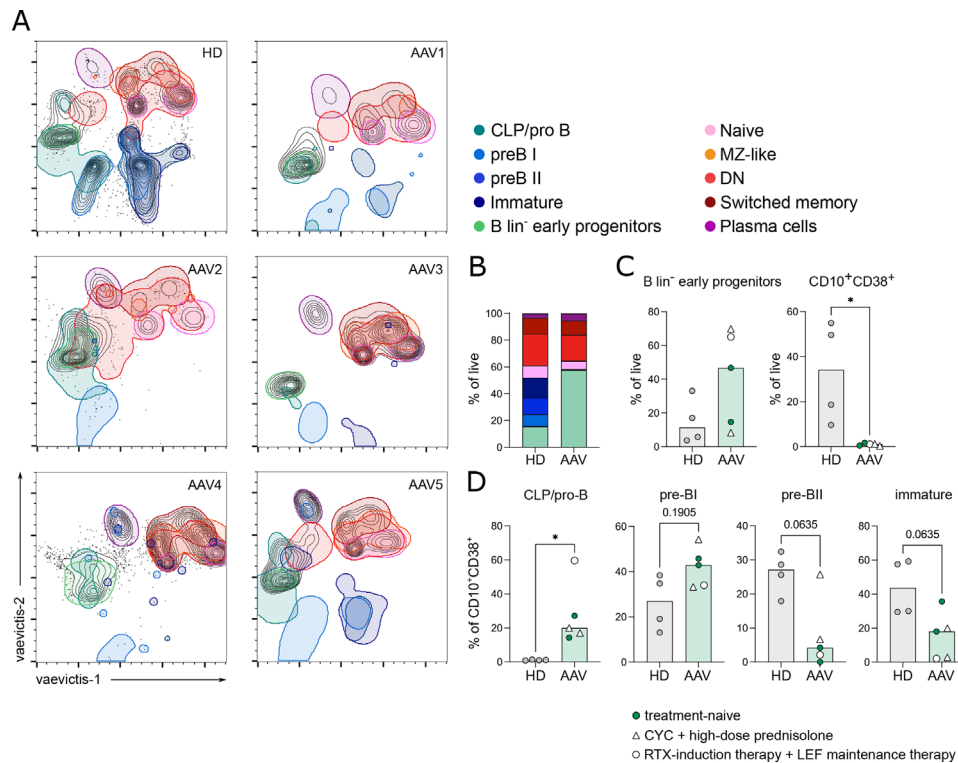 A
HD
AAV1
CLP/pro B
preB I
preB II
Immature
B lin⁻ early progenitors
Naive
MZ-like
DN
Switched memory
Plasma cells
AAV2
AAV3
AAV4
AAV5
vaevictis-2
vaevictis-1
B
% of live
100
80
60
40
20
0
HD AAV
C
B lin⁻ early progenitors
% of live
80
60
40
20
0
HD AAV
CD10⁺CD38⁺
% of live
60
40
20
0
*
HD AAV
D
CLP/pro-B
% of CD10⁺CD38⁺
80
60
40
20
0
*
HD AAV
pre-BI
0.1905
60
40
20
0
HD AAV
pre-BII
0.0635
40
30
20
10
0
HD AAV
immature
0.0635
80
60
40
20
0
HD AAV
treatment-naive
CYC + high-dose prednisolone
RTX-induction therapy + LEF maintenance therapy